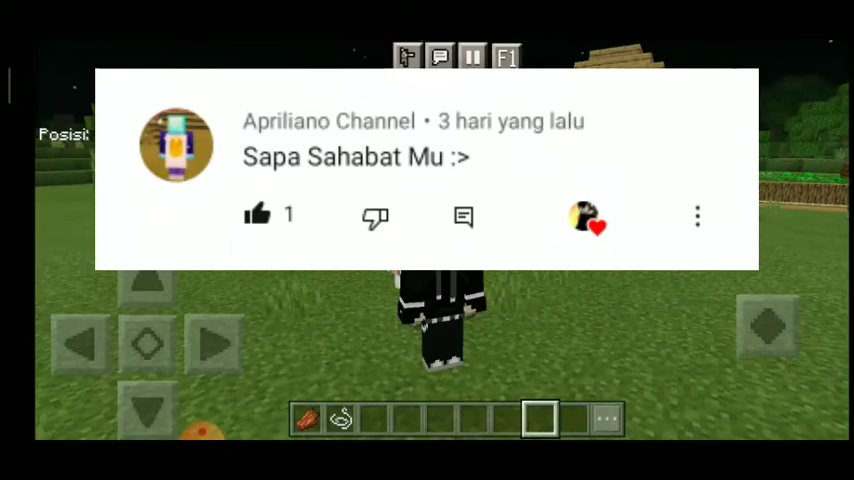 F1
Apriliano Channel • 3 hari yang lalu
Posisi:
Sapa Sahabat Mu :>
1